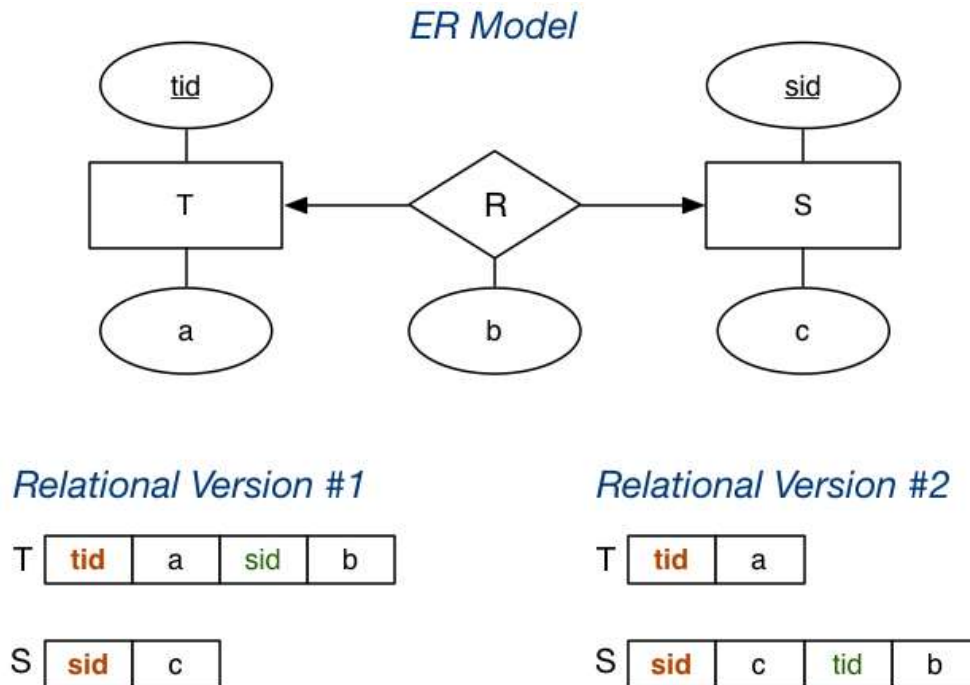 ER Model
tid
sid
T
R
S
a
b
c
Relational Version #1
Relational Version #2
T tid a sid b
T tid a
S sid c
S sid c tid b